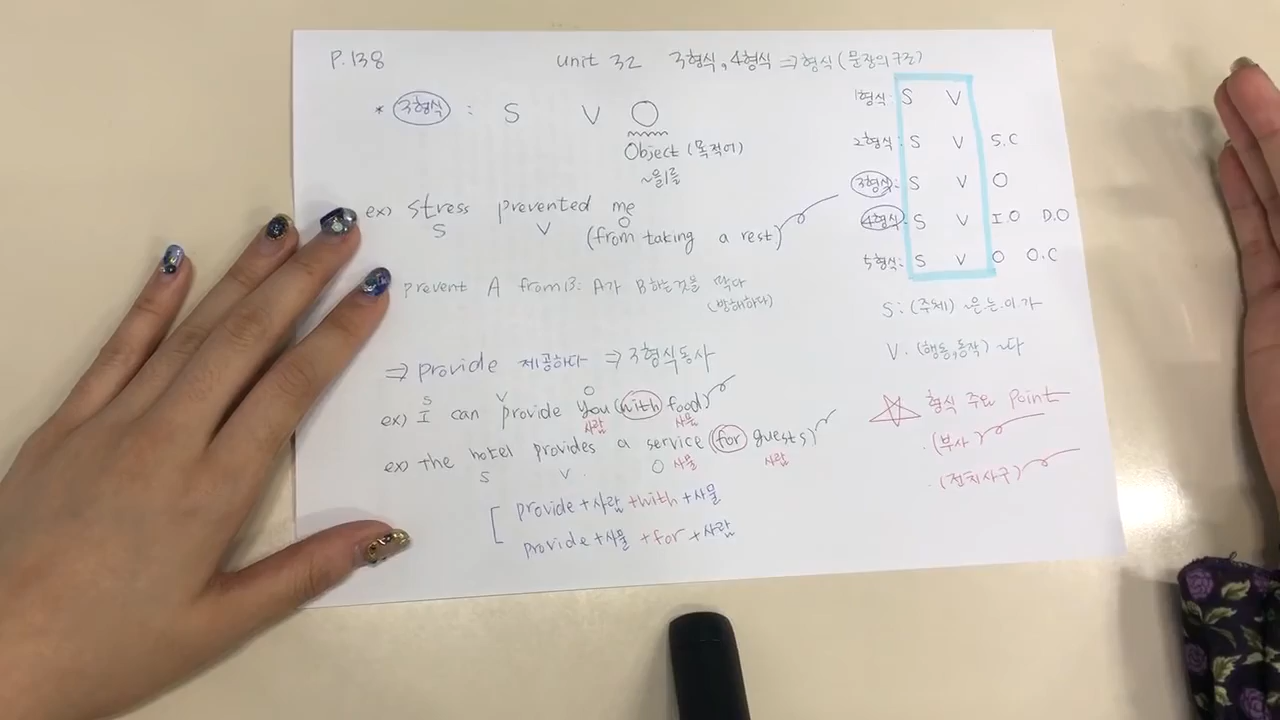 P.138
unit 32 3형식, 4형식 ⇒ 형식 (문장의 구조)
* 3형식 : S V O
Object (목적어)
~을/를
ex) stress prevented me
S V O
(from taking a rest)
prevent A from B: A가 B하는것을 막다
(방해하다)
⇒ provide 제공하다 ⇒ 3형식동사
S V O
ex) I can provide you (with food)
사람 사물
ex) the hotel provides a service (for guests)
S V O 사물 사람
provide + 사람 + with + 사물
provide + 사물 + for + 사람
1형식: S V
2형식: S V S.C
3형식: S V O
4형식: S V I.O D.O
5형식: S V O O.C
S: (주체) ~은.는.이.가
V. (행동,동작) ~다
☆ 형식 주요 Point
. (부사)
. (전치사구)